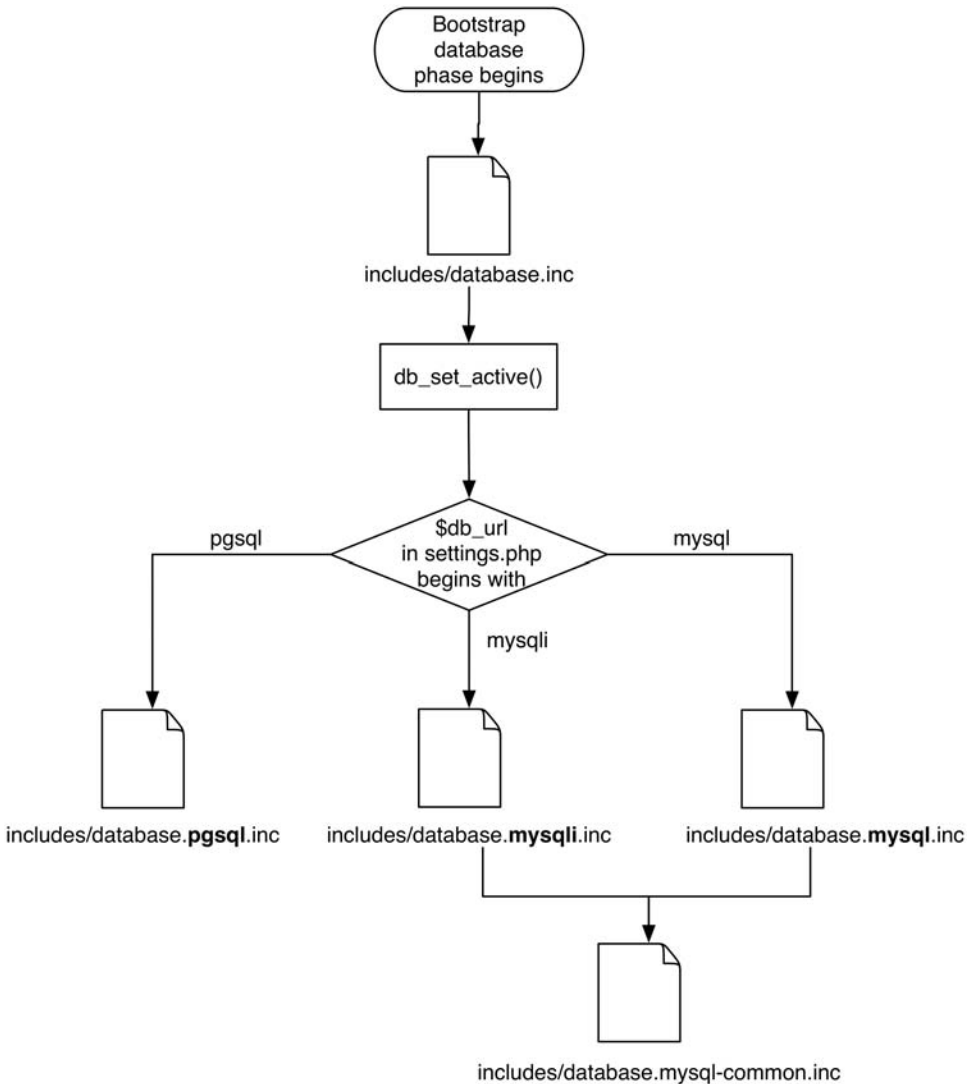 Bootstrap
database
phase begins
includes/database.inc
db_set_active()
$db_url
in settings.php
begins with
pgsql
mysql
mysqli
includes/database.pgsql.inc
includes/database.mysqli.inc
includes/database.mysql.inc
includes/database.mysql-common.inc